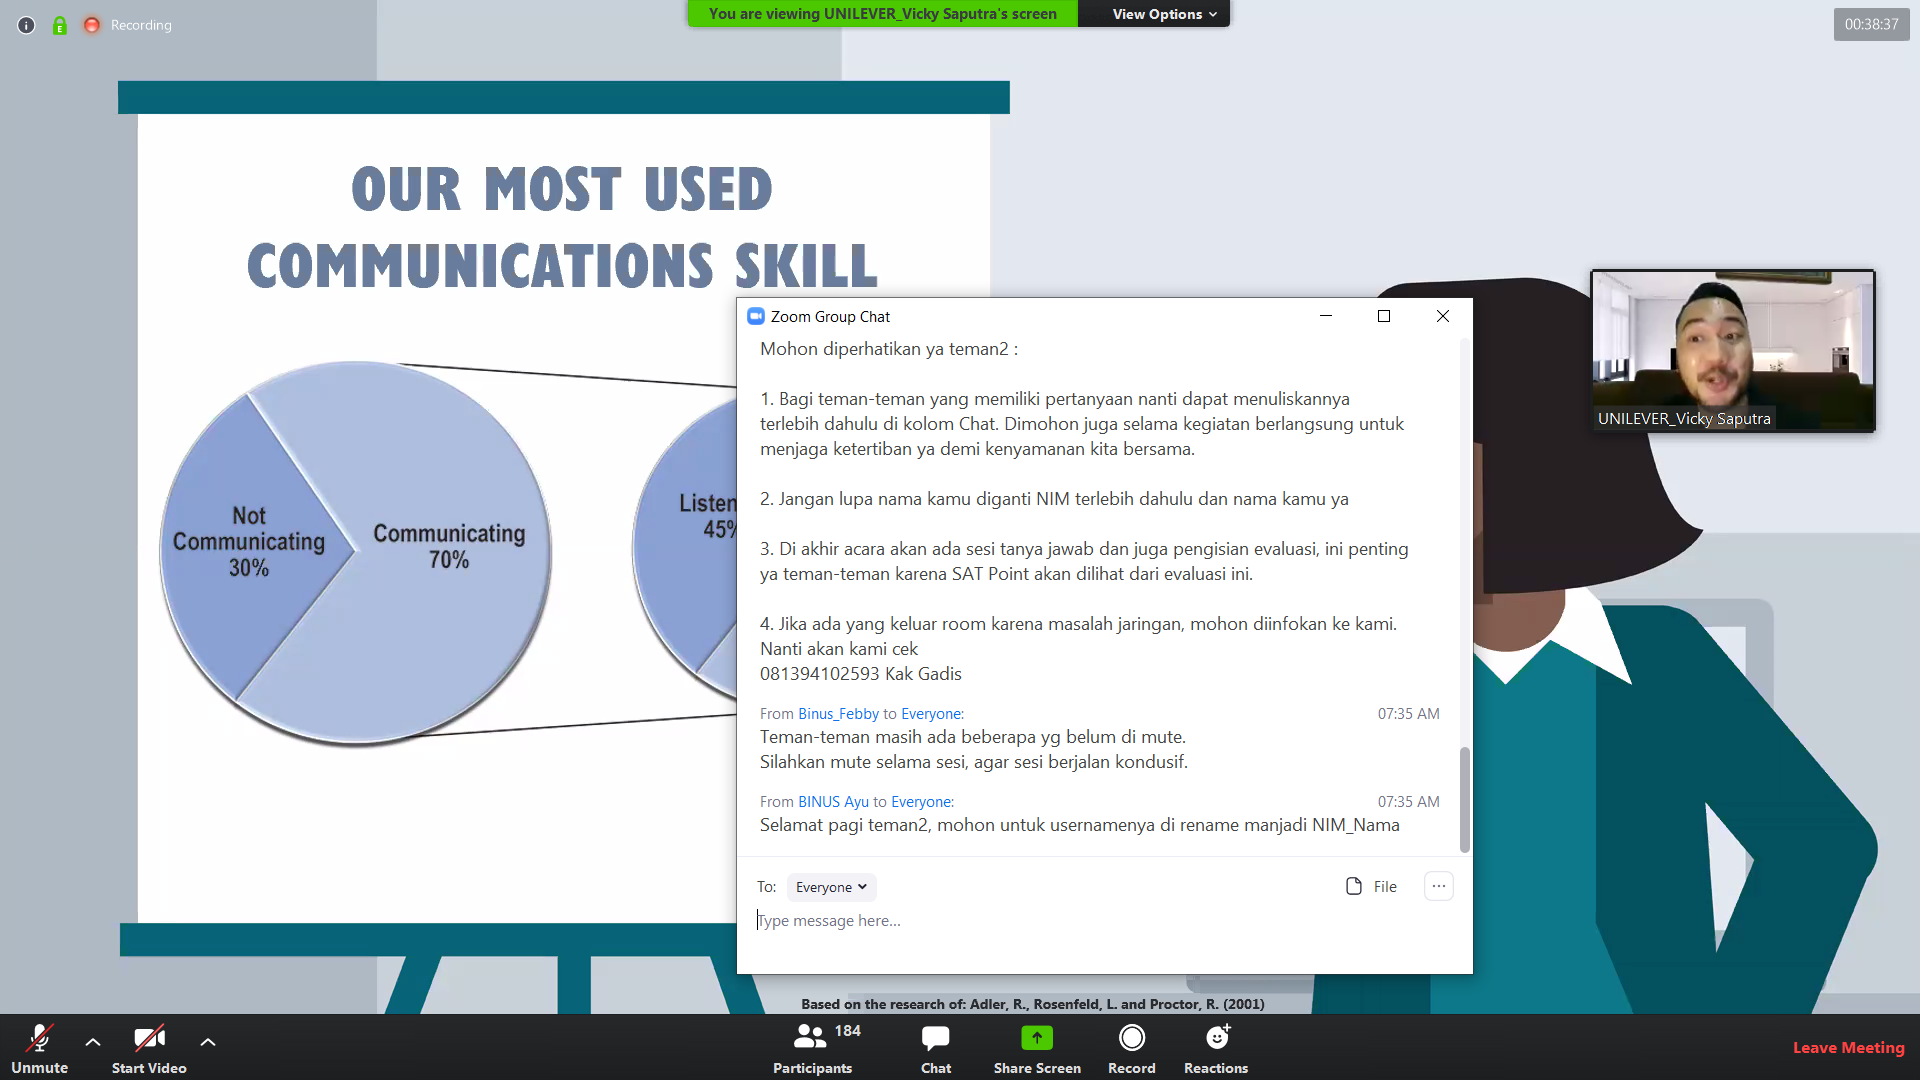 Recording
You are viewing UNILEVER_Vicky Saputra's screen
View Options
00:38:37
OUR MOST USED
COMMUNICATIONS SKILL
Not
Communicating
30%
Communicating
70%
45%
UNILEVER_Vicky Saputra
Zoom Group Chat
Mohon diperhatikan ya teman2 :
1. Bagi teman-teman yang memiliki pertanyaan nanti dapat menuliskannya
terlebih dahulu di kolom Chat. Dimohon juga selama kegiatan berlangsung untuk
menjaga ketertiban ya demi kenyamanan kita bersama.
2. Jangan lupa nama kamu diganti NIM terlebih dahulu dan nama kamu ya
3. Di akhir acara akan ada sesi tanya jawab dan juga pengisian evaluasi, ini penting
ya teman-teman karena SAT Point akan dilihat dari evaluasi ini.
4. Jika ada yang keluar room karena masalah jaringan, mohon diinfokan ke kami.
Nanti akan kami cek
081394102593 Kak Gadis
From Binus_Febby to Everyone: 07:35 AM
Teman-teman masih ada beberapa yg belum di mute.
Silahkan mute selama sesi, agar sesi berjalan kondusif.
From BINUS Ayu to Everyone: 07:35 AM
Selamat pagi teman2, mohon untuk usernamenya di rename manjadi NIM_Nama
To: Everyone
File
Type message here...
Based on the research of: Adler, R., Rosenfeld, L. and Proctor, R. (2001)
Unmute
Start Video
184
Participants
Chat
Share Screen
Record
Reactions
Leave Meeting